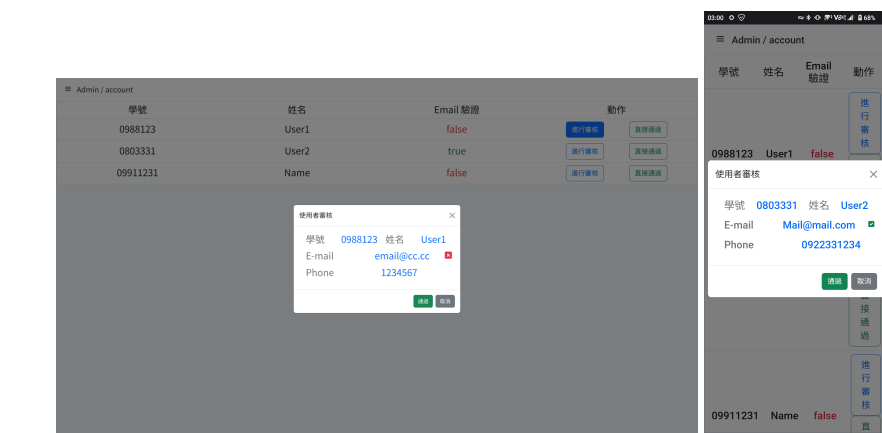 Admin / account
學號 姓名 Email 驗證 動作
0988123 User1 false 進行審核 直接通過
0803331 User2 true 進行審核 直接通過
09911231 Name false 進行審核 直接通過
使用者審核
學號 0988123 姓名 User1
E-mail email@cc.cc
Phone 1234567
通過 取消
03:00 68%
Admin / account
學號 姓名 Email 驗證 動作
0988123 User1 false 進行審核
使用者審核
學號 0803331 姓名 User2
E-mail Mail@mail.com
Phone 0922331234
通過 取消
接通過
09911231 Name false 進行審核
直